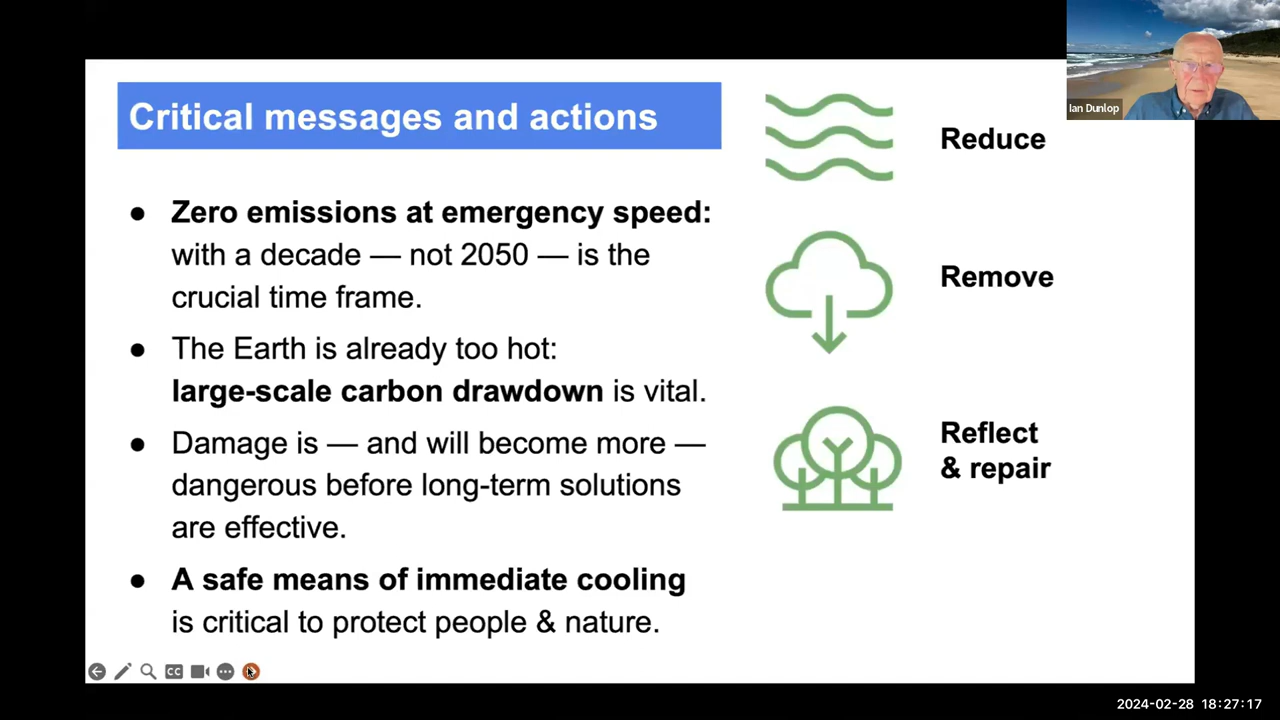 Critical messages and actions
● Zero emissions at emergency speed:
with a decade — not 2050 — is the
crucial time frame.
● The Earth is already too hot:
large-scale carbon drawdown is vital.
● Damage is — and will become more —
dangerous before long-term solutions
are effective.
● A safe means of immediate cooling
is critical to protect people & nature.
Reduce
Remove
Reflect
& repair
Ian Dunlop
CC
2024-02-28 18:27:17